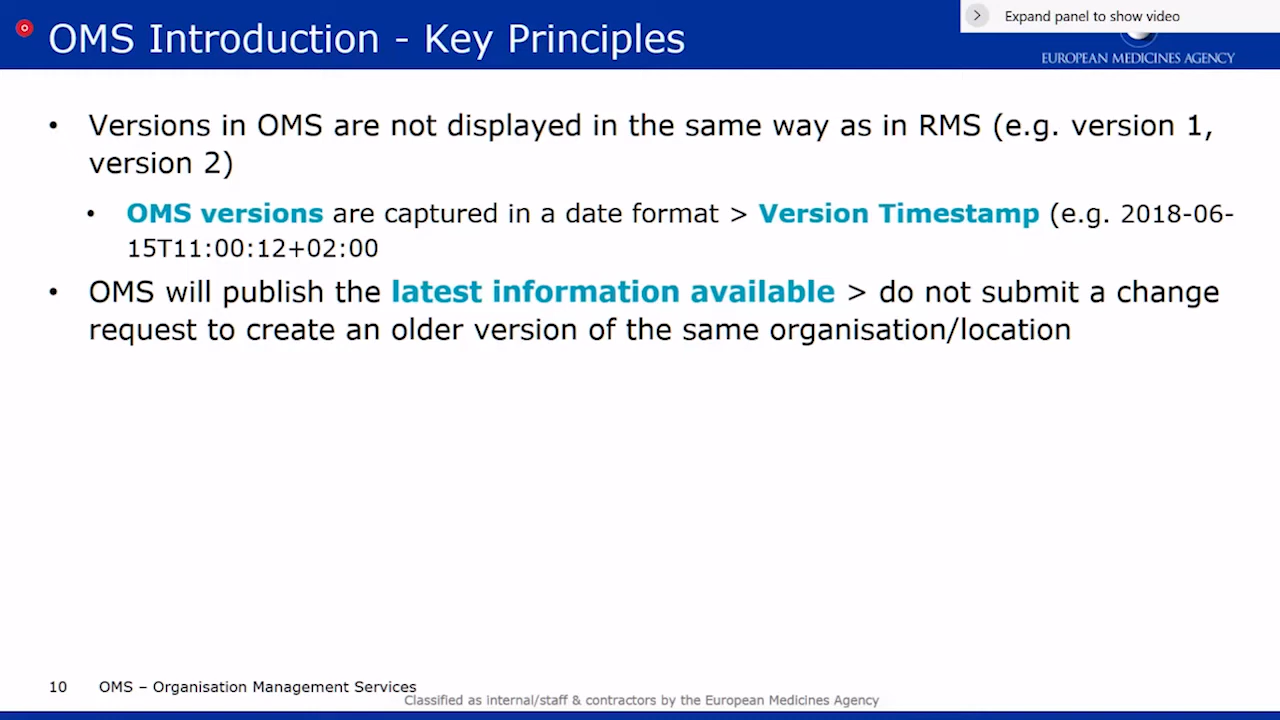 OMS Introduction - Key Principles
Expand panel to show video
EUROPEAN MEDICINES AGENCY
• Versions in OMS are not displayed in the same way as in RMS (e.g. version 1,
version 2)
• OMS versions are captured in a date format > Version Timestamp (e.g. 2018-06-
15T11:00:12+02:00
• OMS will publish the latest information available > do not submit a change
request to create an older version of the same organisation/location
10 OMS – Organisation Management Services
Classified as internal/staff & contractors by the European Medicines Agency